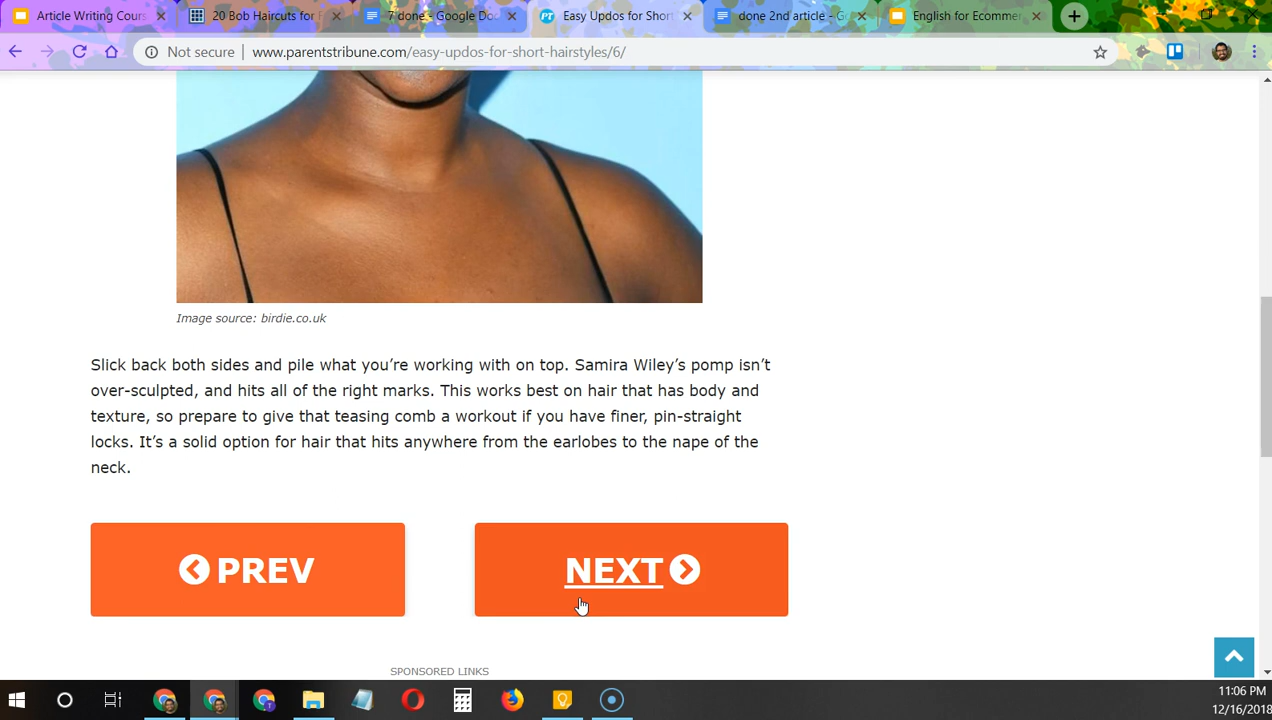 Article Writing Cours
20 Bob Haircuts for F
7 done - Google Doc
Easy Updos for Short
done 2nd article - Go
English for Ecommer
Not secure
www.parentstribune.com/easy-updos-for-short-hairstyles/6/
Image source: birdie.co.uk
Slick back both sides and pile what you’re working with on top. Samira Wiley’s pomp isn’t
over-sculpted, and hits all of the right marks. This works best on hair that has body and
texture, so prepare to give that teasing comb a workout if you have finer, pin-straight
locks. It’s a solid option for hair that hits anywhere from the earlobes to the nape of the
neck.
PREV
NEXT
SPONSORED LINKS
11:06 PM
12/16/2018